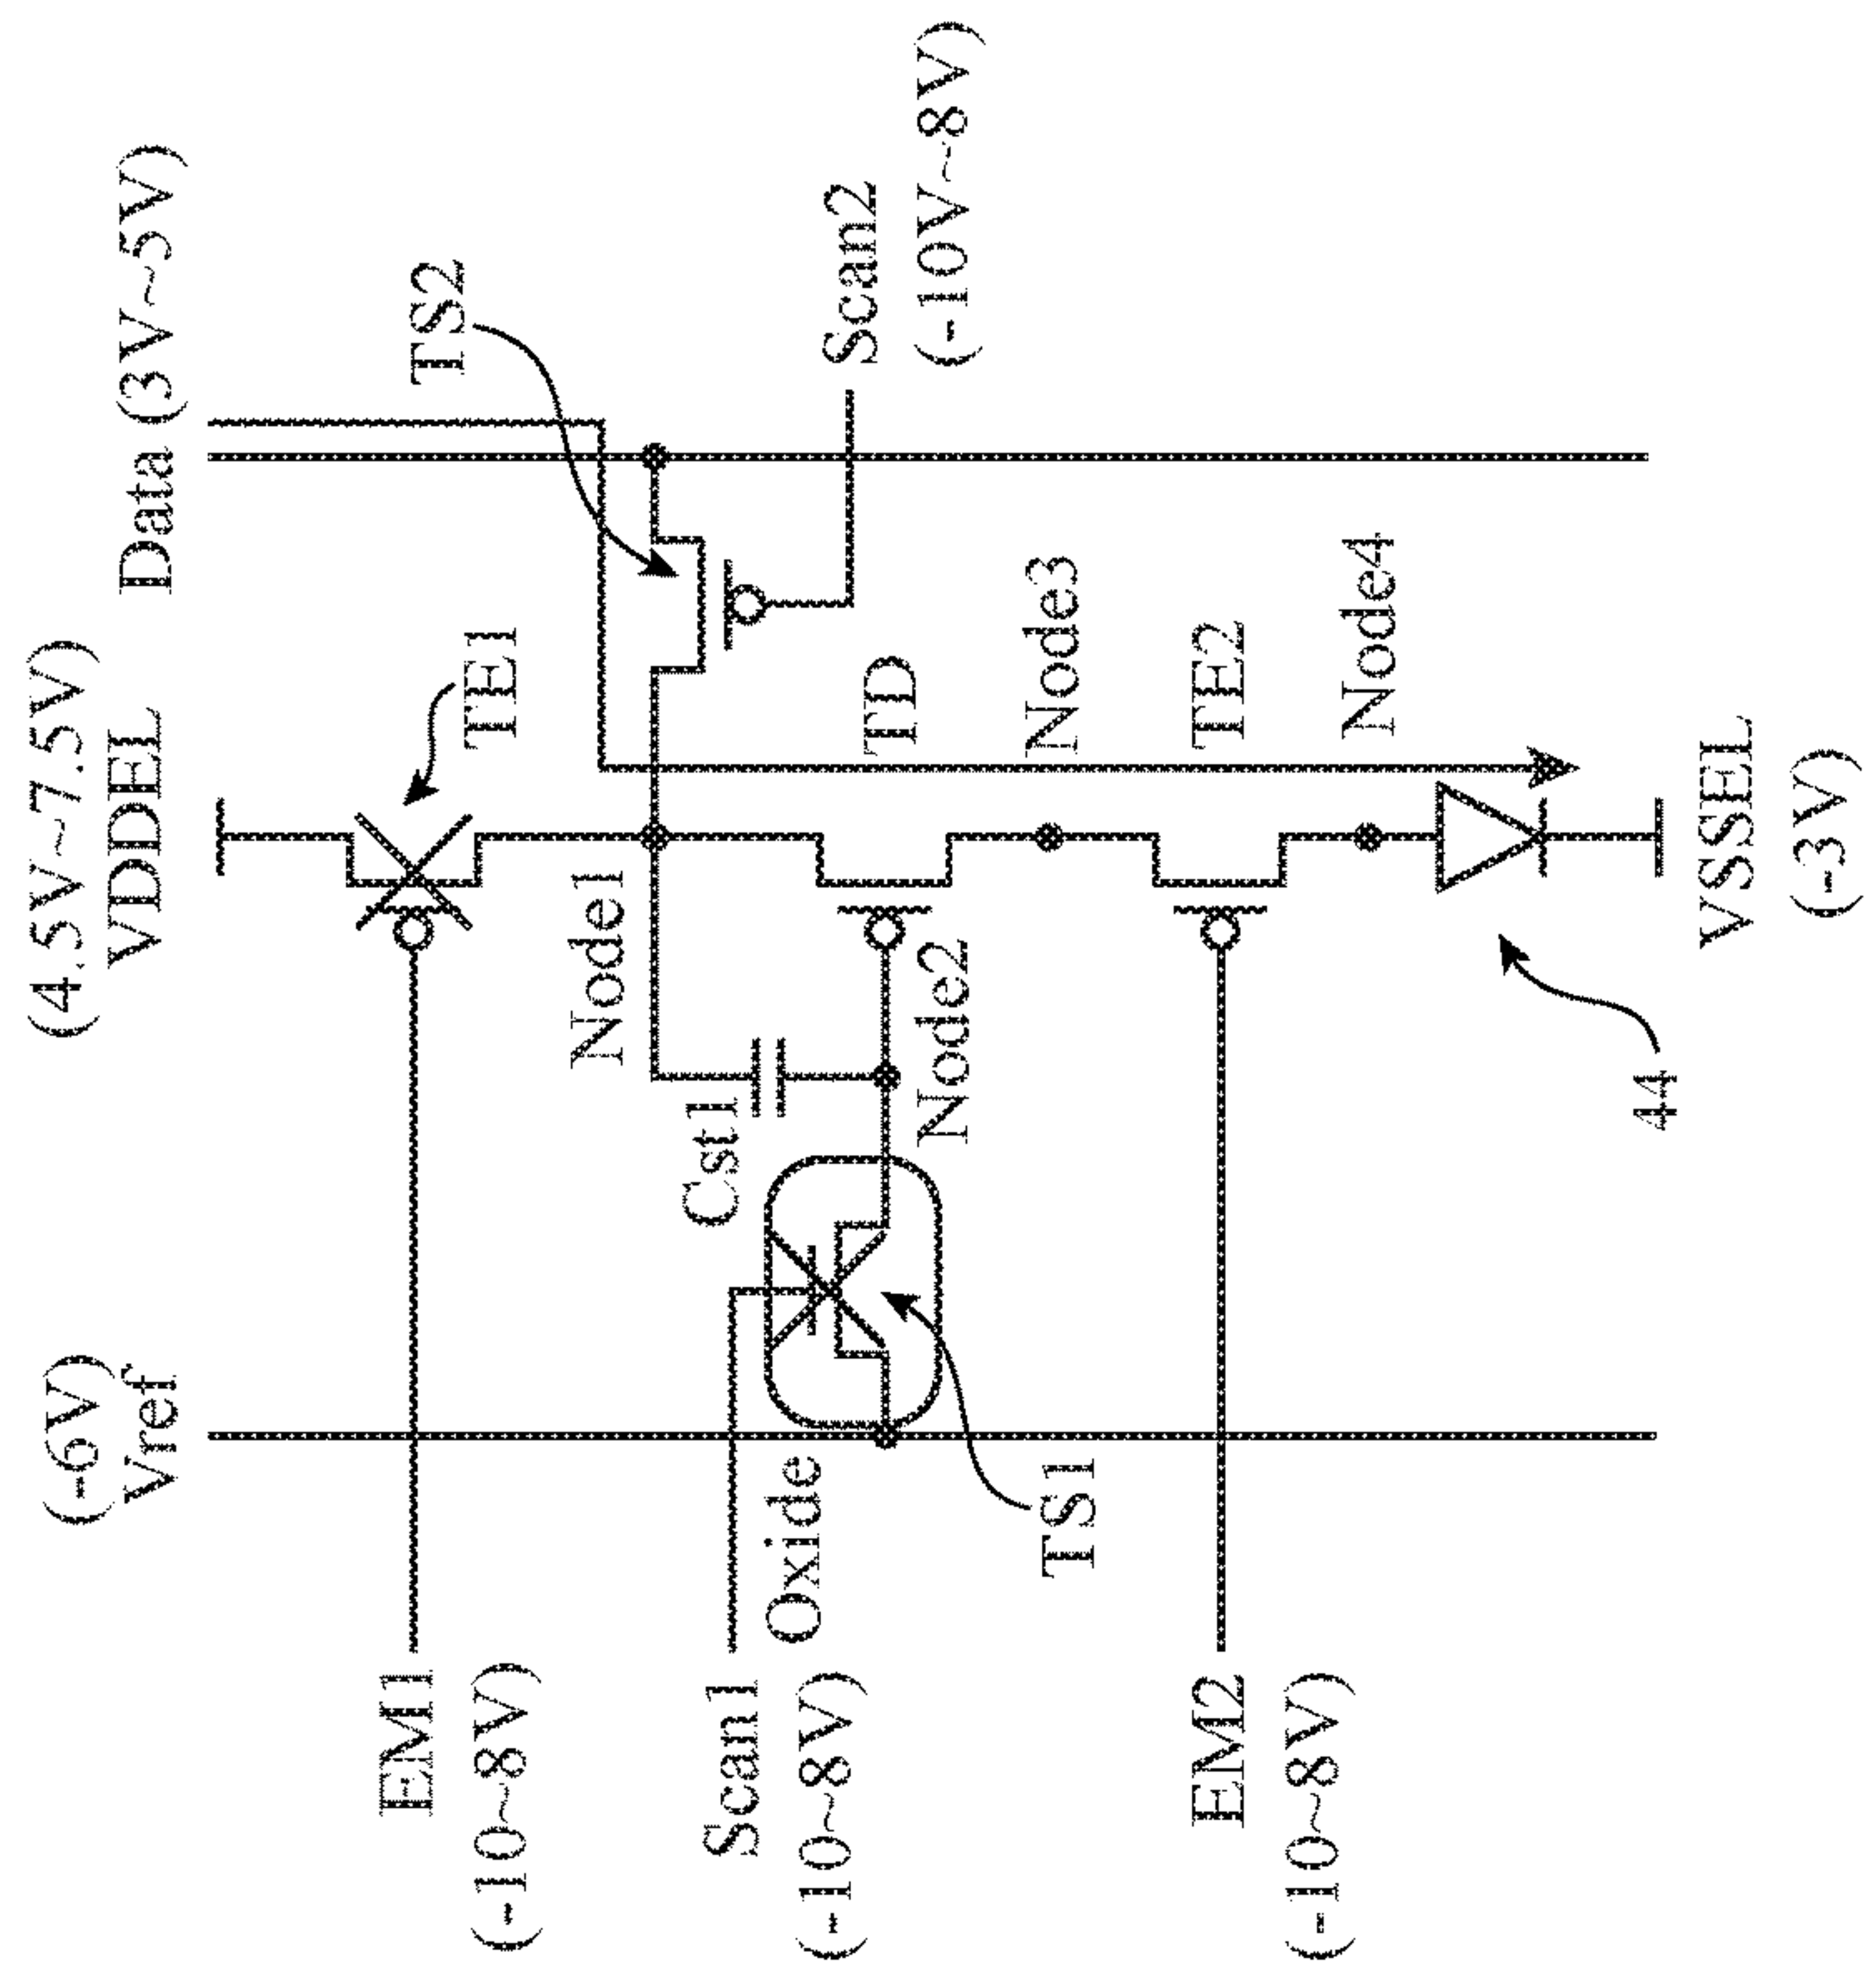 (4.5V~7.5V)
VDDEL
Data (3V~5V)
(-6V)
Vref
TS2
TE1
EM1
(-10~8V)
Node1
Scan2
(-10V~8V)
Cst1
Scan1
(-10~8V)
Oxide
TD
Node2
Node3
TS1
TE2
EM2
(-10~8V)
Node4
44
VSSEL
(-3V)